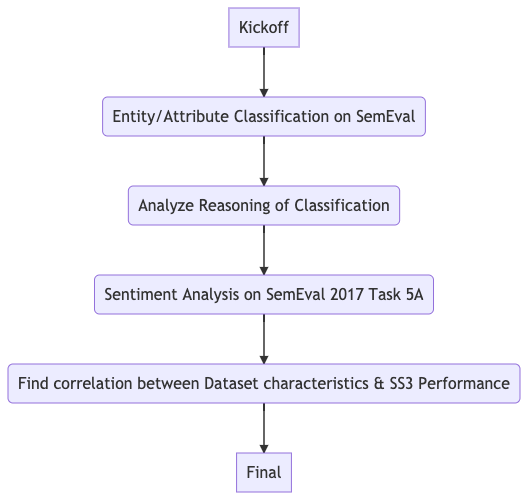 Kickoff
Entity/Attribute Classification on SemEval
Analyze Reasoning of Classification
Sentiment Analysis on SemEval 2017 Task 5A
Find correlation between Dataset characteristics & SS3 Performance
Final